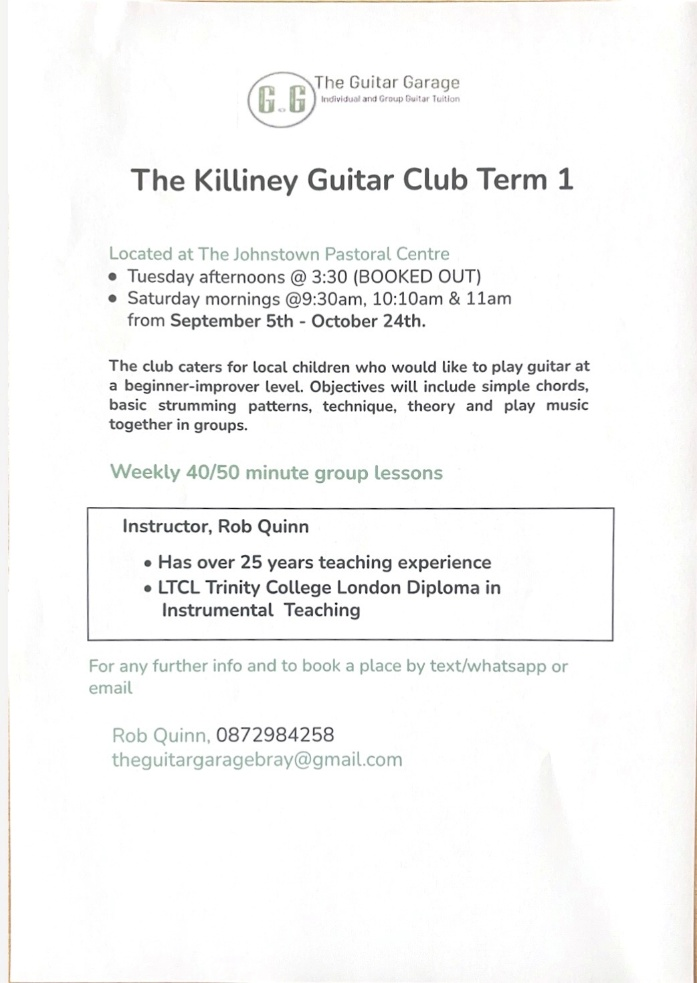 G.G
The Guitar Garage
Individual and Group Guitar Tuition
The Killiney Guitar Club Term 1
Located at The Johnstown Pastoral Centre
• Tuesday afternoons @ 3:30 (BOOKED OUT)
• Saturday mornings @9:30am, 10:10am & 11am
from September 5th - October 24th.
The club caters for local children who would like to play guitar at
a beginner-improver level. Objectives will include simple chords,
basic strumming patterns, technique, theory and play music
together in groups.
Weekly 40/50 minute group lessons
Instructor, Rob Quinn
• Has over 25 years teaching experience
• LTCL Trinity College London Diploma in
Instrumental Teaching
For any further info and to book a place by text/whatsapp or
email
Rob Quinn, 0872984258
theguitargaragebray@gmail.com